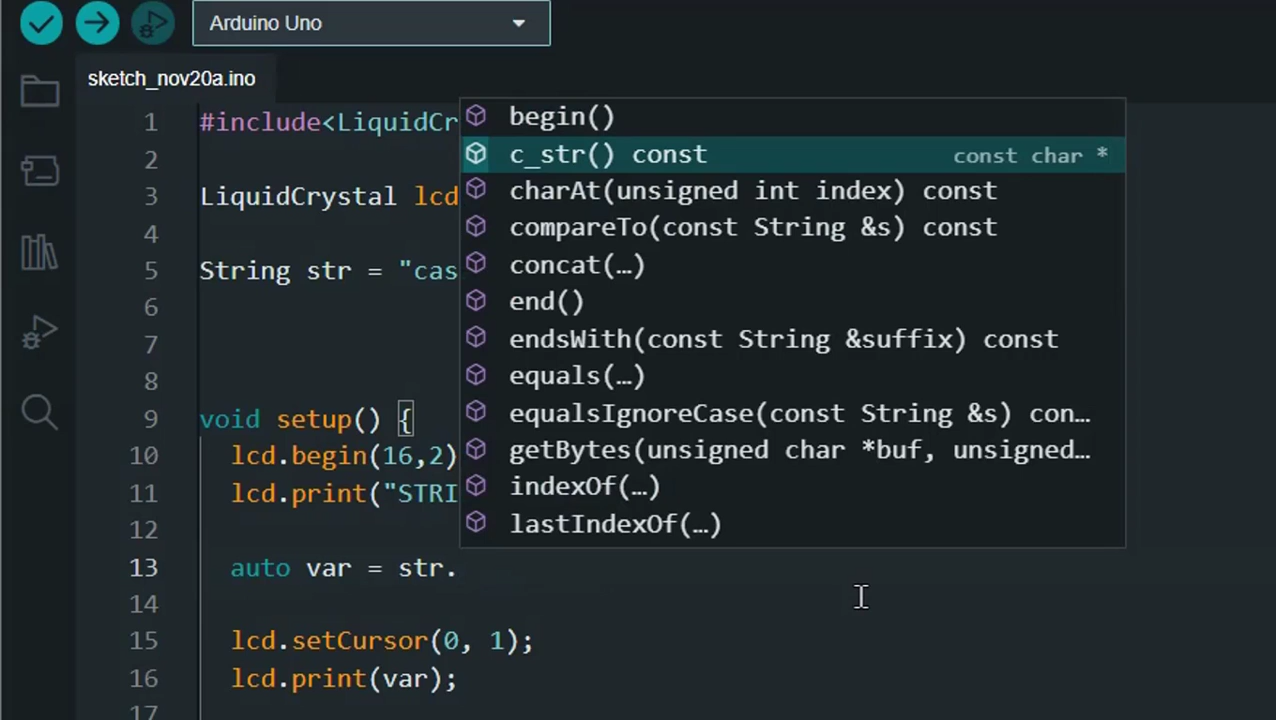 Arduino Uno
sketch_nov20a.ino
1 #include<LiquidCr
2
3 LiquidCrystal lcd
4
5 String str = "cas
6
7
8
9 void setup() {
10 lcd.begin(16,2)
11 lcd.print("STRI
12
13 auto var = str.
14
15 lcd.setCursor(0, 1);
16 lcd.print(var);
17
begin()
c_str() const const char *
charAt(unsigned int index) const
compareTo(const String &s) const
concat(…)
end()
endsWith(const String &suffix) const
equals(…)
equalsIgnoreCase(const String &s) con…
getBytes(unsigned char *buf, unsigned…
indexOf(…)
lastIndexOf(…)